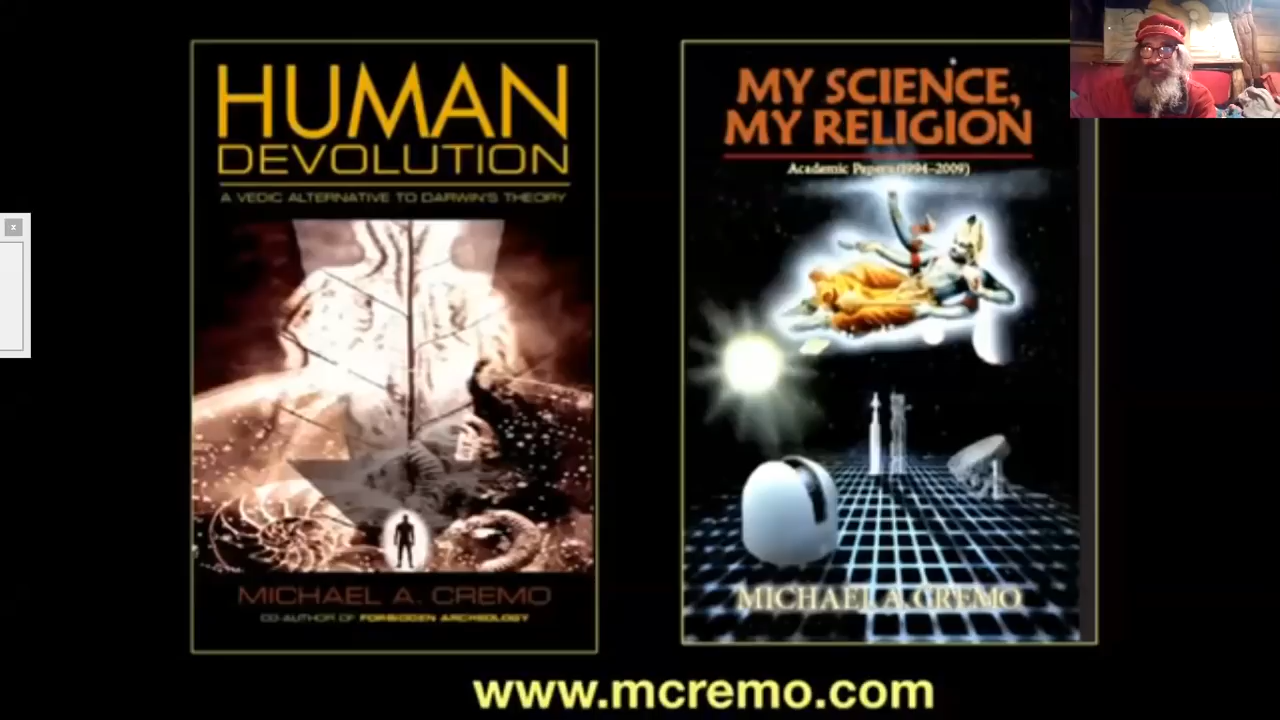 HUMAN
DEVOLUTION
A VEDIC ALTERNATIVE TO DARWIN'S THEORY
MICHAEL A. CREMO
CO-AUTHOR OF FORBIDDEN ARCHEOLOGY
MY SCIENCE,
MY RELIGION
Academic Papers (1994–2009)
MICHAEL A. CREMO
www.mcremo.com
x